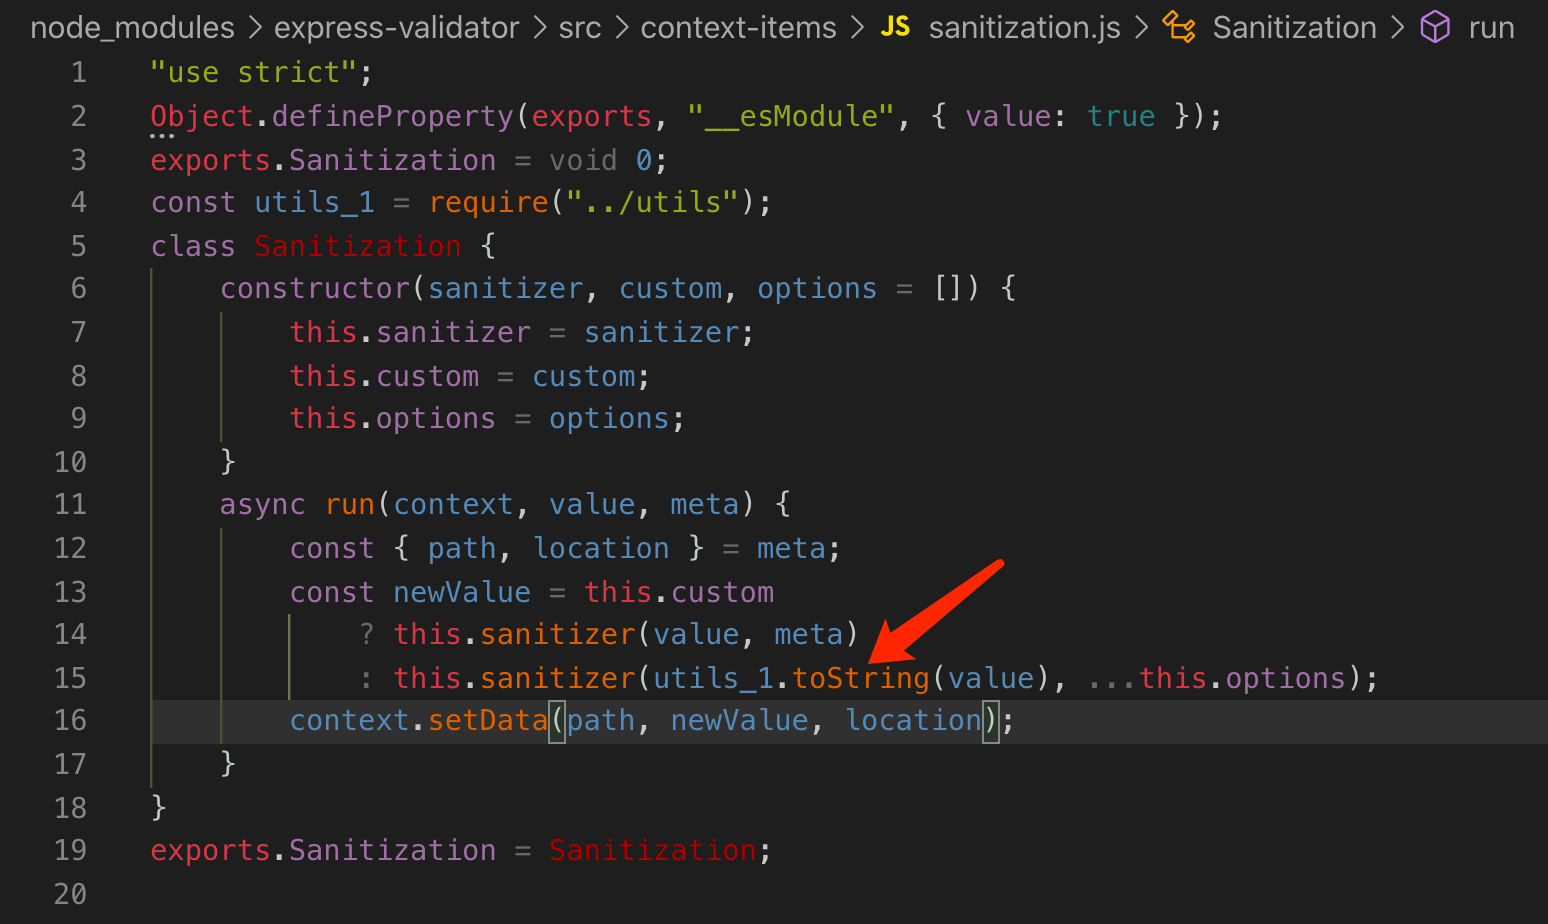 node_modules > express-validator > src > context-items > JS sanitization.js > Sanitization > run
1 "use strict";
2 Object.defineProperty(exports, "__esModule", { value: true });
3 exports.Sanitization = void 0;
4 const utils_1 = require("../utils");
5 class Sanitization {
6 constructor(sanitizer, custom, options = []) {
7 this.sanitizer = sanitizer;
8 this.custom = custom;
9 this.options = options;
10 }
11 async run(context, value, meta) {
12 const { path, location } = meta;
13 const newValue = this.custom
14 ? this.sanitizer(value, meta)
15 : this.sanitizer(utils_1.toString(value), ...this.options);
16 context.setData(path, newValue, location);
17 }
18 }
19 exports.Sanitization = Sanitization;
20